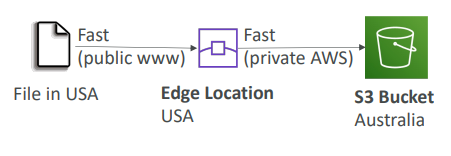 Fast
(public www)
Fast
(private AWS)
File in USA
Edge Location
USA
S3 Bucket
Australia